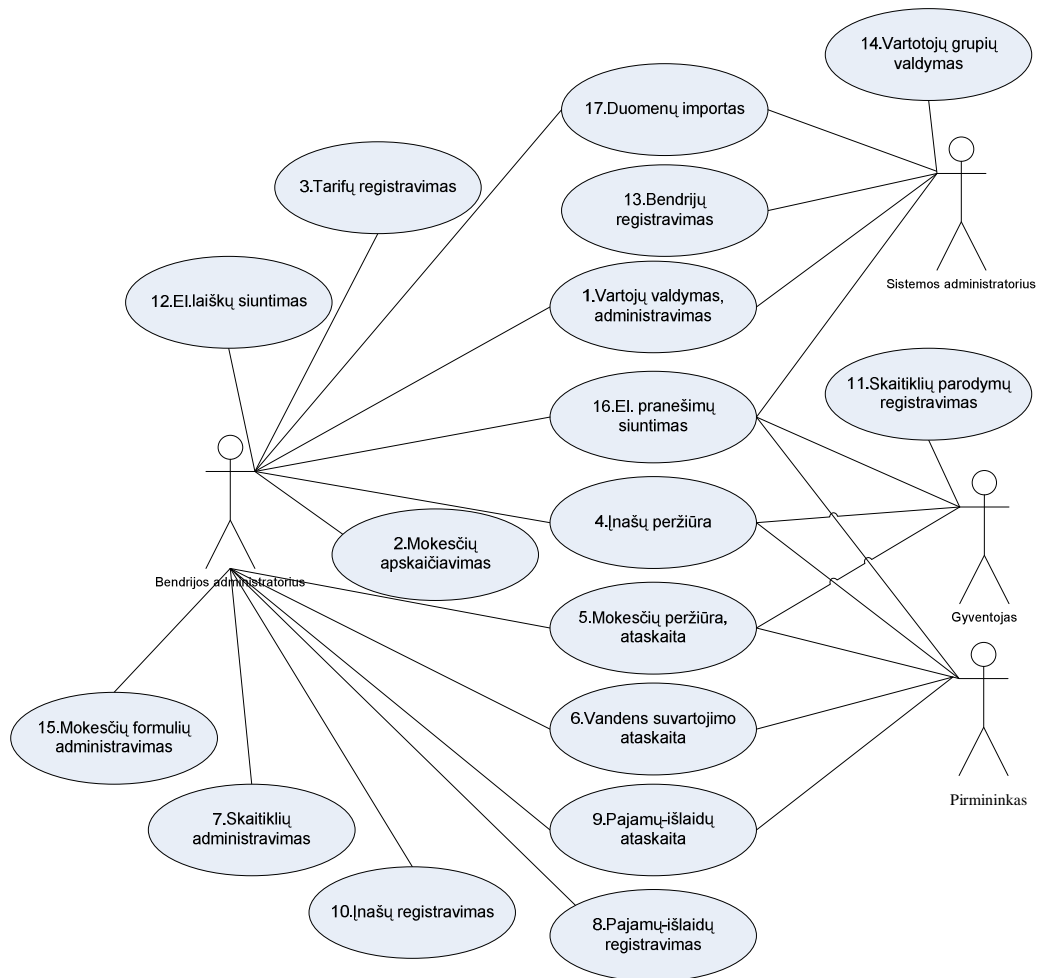 14.Vartotojų grupių
valdymas
17.Duomenų importas
3.Tarifų registravimas
13.Bendrijų
registravimas
Sistemos administratorius
12.El.laiškų siuntimas
1.Vartojų valdymas,
administravimas
11.Skaitiklių parodymų
registravimas
16.El. pranešimų
siuntimas
4.Įnašų peržiūra
2.Mokesčių
apskaičiavimas
Bendrijos administratorius
Gyventojas
5.Mokesčių peržiūra,
ataskaita
6.Vandens suvartojimo
ataskaita
15.Mokesčių formulių
administravimas
Pirmininkas
7.Skaitiklių
administravimas
9.Pajamų-išlaidų
ataskaita
10.Įnašų registravimas
8.Pajamų-išlaidų
registravimas